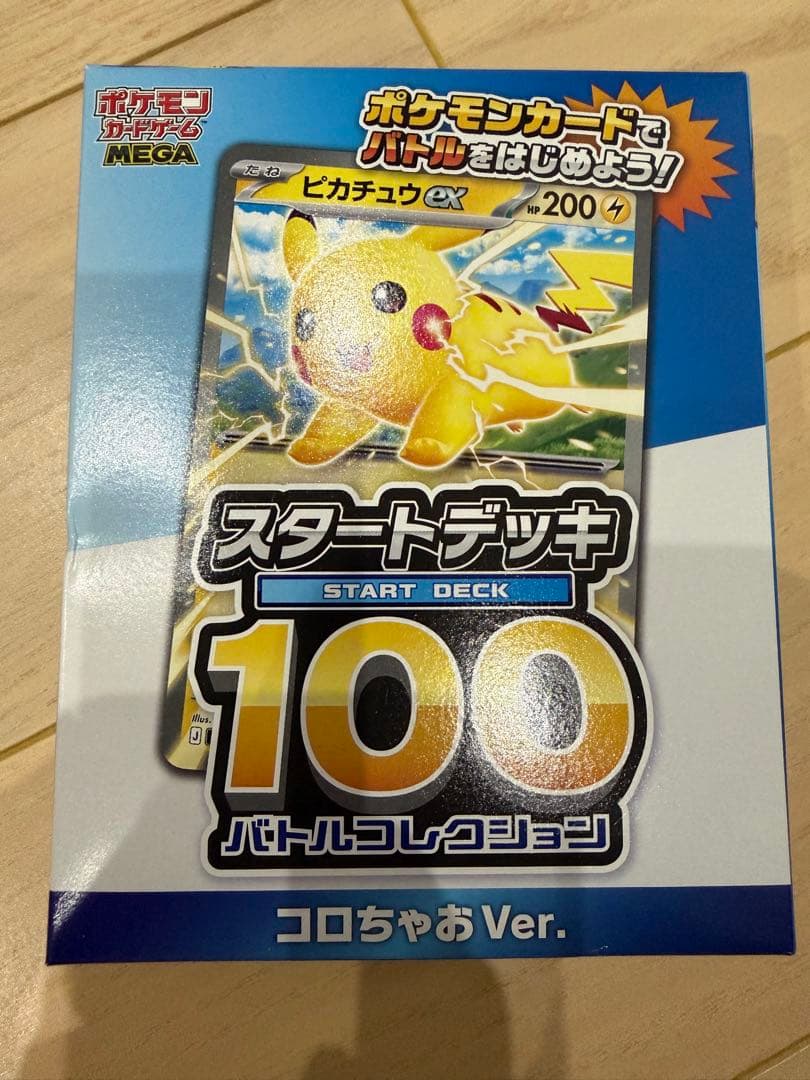 ポケモン
カードゲーム
MEGA
ポケモンカードで
バトルをはじめよう!
たね
ピカチュウex
HP200
スタートデッキ
START DECK
100
バトルコレクション
Illus.
J
コロちゃお Ver.